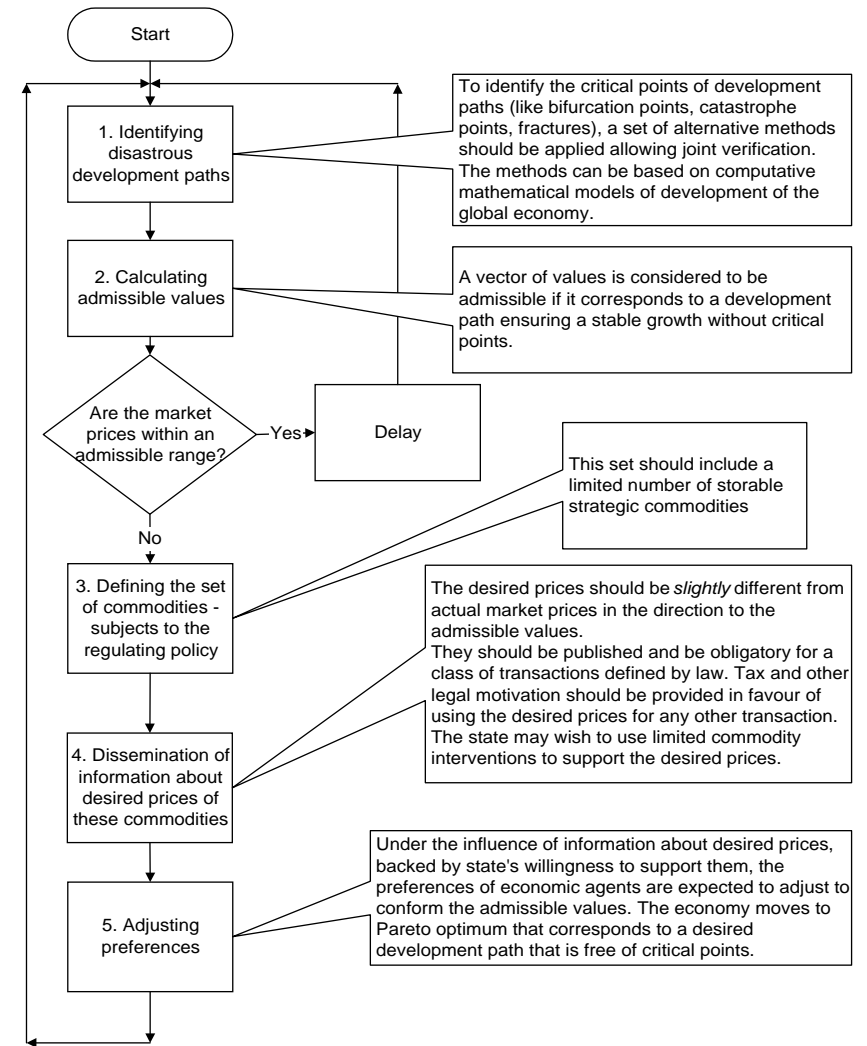 Start
1. Identifying
disastrous
development paths
To identify the critical points of development
paths (like bifurcation points, catastrophe
points, fractures), a set of alternative methods
should be applied allowing joint verification.
The methods can be based on computative
mathematical models of development of the
global economy.
2. Calculating
admissible values
A vector of values is considered to be
admissible if it corresponds to a development
path ensuring a stable growth without critical
points.
Are the market
prices within an
admissible range?
Yes
Delay
No
This set should include a
limited number of storable
strategic commodities
3. Defining the set
of commodities -
subjects to the
regulating policy
The desired prices should be slightly different from
actual market prices in the direction to the
admissible values.
They should be published and be obligatory for a
class of transactions defined by law. Tax and other
legal motivation should be provided in favour of
using the desired prices for any other transaction.
The state may wish to use limited commodity
interventions to support the desired prices.
4. Dissemination of
information about
desired prices of
these commodities
Under the influence of information about desired prices,
backed by state's willingness to support them, the
preferences of economic agents are expected to adjust to
conform the admissible values. The economy moves to
Pareto optimum that corresponds to a desired
development path that is free of critical points.
5. Adjusting
preferences